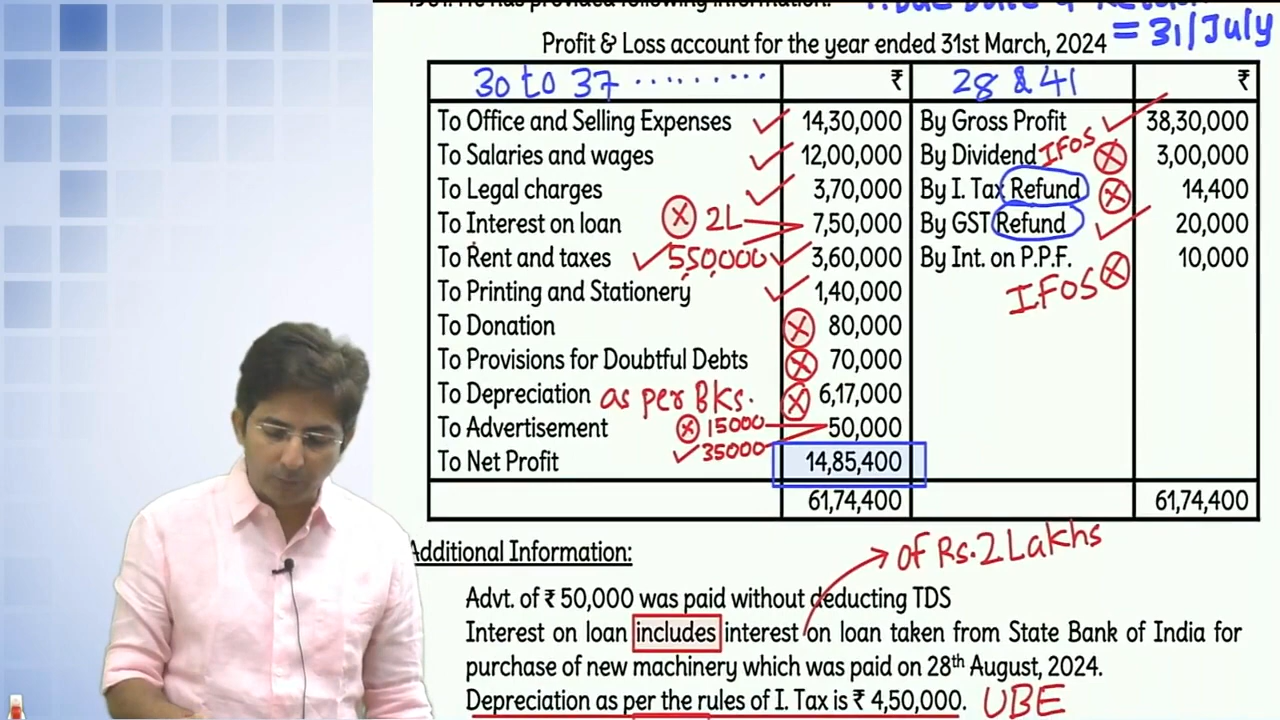 He has provided following information:
= 31/July
Profit & Loss account for the year ended 31st March, 2024
30 to 37 ......... ₹ 28 & 41 ₹
To Office and Selling Expenses ✓ 14,30,000 By Gross Profit ✓ 38,30,000
To Salaries and wages ✓ 12,00,000 By Dividend IFOS ⓧ 3,00,000
To Legal charges ✓ 3,70,000 By I. Tax Refund ⓧ 14,400
To Interest on loan ⓧ 2L 7,50,000 By GST Refund ✓ 20,000
✓ 550,000
To Rent and taxes ✓ 3,60,000 By Int. on P.P.F. ⓧ 10,000
IFOS
To Printing and Stationery ✓ 1,40,000
To Donation ⓧ 80,000
To Provisions for Doubtful Debts ⓧ 70,000
To Depreciation as per Bks. ⓧ 6,17,000
To Advertisement ⓧ 15000 50,000
✓ 35000
To Net Profit 14,85,400
61,74,400 61,74,400
Additional Information:
of Rs. 2 Lakhs
Advt. of ₹ 50,000 was paid without deducting TDS
Interest on loan includes interest on loan taken from State Bank of India for
purchase of new machinery which was paid on 28th August, 2024.
Depreciation as per the rules of I. Tax is ₹ 4,50,000. UBE